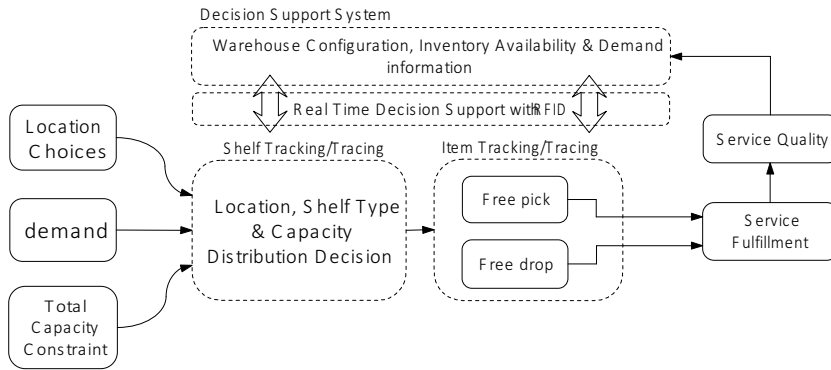 Decision Support System
Warehouse Configuration, Inventory Availability & Demand
information
Real Time Decision Support with RFID
Shelf Tracking/Tracing
Item Tracking/Tracing
Location
Choices
demand
Total
Capacity
Constraint
Location, Shelf Type
& Capacity
Distribution Decision
Free pick
Free drop
Service Quality
Service
Fulfillment